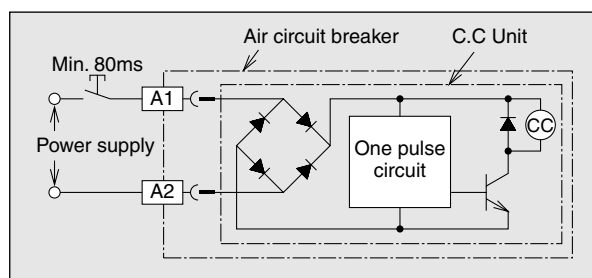 Air circuit breaker
C.C Unit
Min. 80ms
A1
Power supply
One pulse
circuit
CC
A2